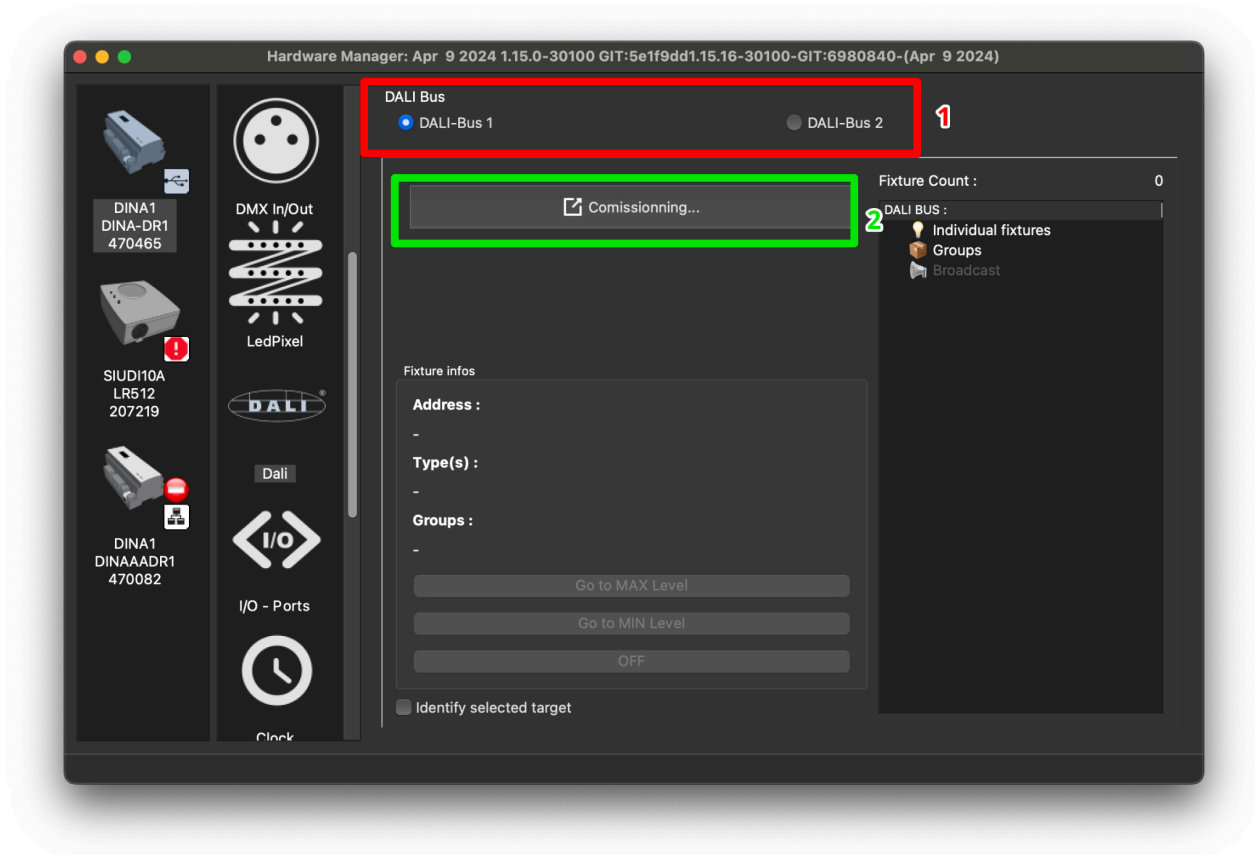 Hardware Manager: Apr  9 2024 1.15.0-30100 GIT:5e1f9dd1.15.16-30100-GIT:6980840-(Apr  9 2024)
DINA1
DINA-DR1
470465
SIUDI10A
LR512
207219
DINA1
DINAAADR1
470082
DMX In/Out
LedPixel
DALI®
Dali
I/O
I/O - Ports
Clock
DALI Bus
DALI-Bus 1
DALI-Bus 2
1
Comissionning...
2
Fixture infos
Address :
-
Type(s) :
-
Groups :
-
Go to MAX Level
Go to MIN Level
OFF
Identify selected target
Fixture Count :
0
DALI BUS :
Individual fixtures
Groups
Broadcast